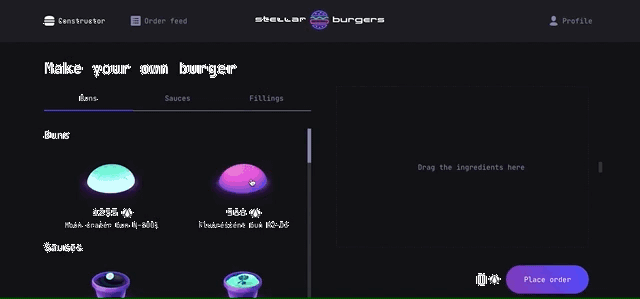 Constructor
Order feed
stellar burgers
Profile
Make your own burger
Buns
Sauces
Fillings
Buns
Drag the ingredients here
Sauces
0
Place order